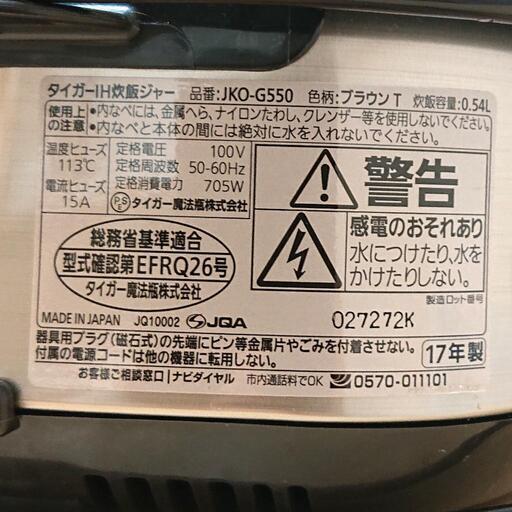 タイガーIH炊飯ジャー 品番:JKO-G550 色柄:ブラウン T 炊飯容量:0.54L
使用上の注意
•内なべには、金属へら、ナイロンたわし、クレンザー等を使用しないでください。
•内なべと本体の間には絶対に水を入れないでください。
温度ヒューズ 113℃
電流ヒューズ 15A
定格電圧 100V
定格周波数 50-60Hz
定格消費電力 705W
PSE タイガー魔法瓶株式会社
警告
感電のおそれあり
水につけたり、水をかけたりしない
総務省基準適合
型式確認第EFRQ26号
タイガー魔法瓶株式会社
製造ロット番号
MADE IN JAPAN JQ10002 JQA 027272K
器具用プラグ(磁石式)の先端にピン等金属片やごみを付着させない。
付属の電源コードは他の機器に転用しない。
17年製
お客様ご相談窓口 ナビダイヤル 市内通話料でOK 0570-011101